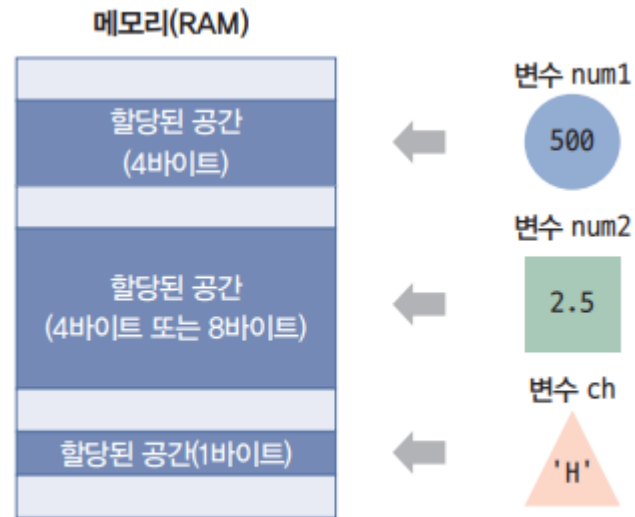 메모리(RAM)
할당된 공간
(4바이트)
변수 num1
500
할당된 공간
(4바이트 또는 8바이트)
변수 num2
2.5
할당된 공간(1바이트)
변수 ch
'H'